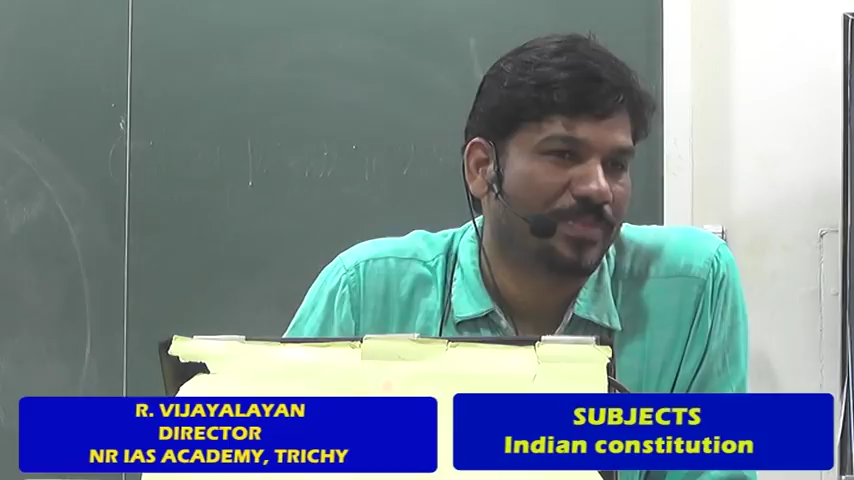 R. VIJAYALAYAN
DIRECTOR
NR IAS ACADEMY, TRICHY
SUBJECTS
Indian constitution